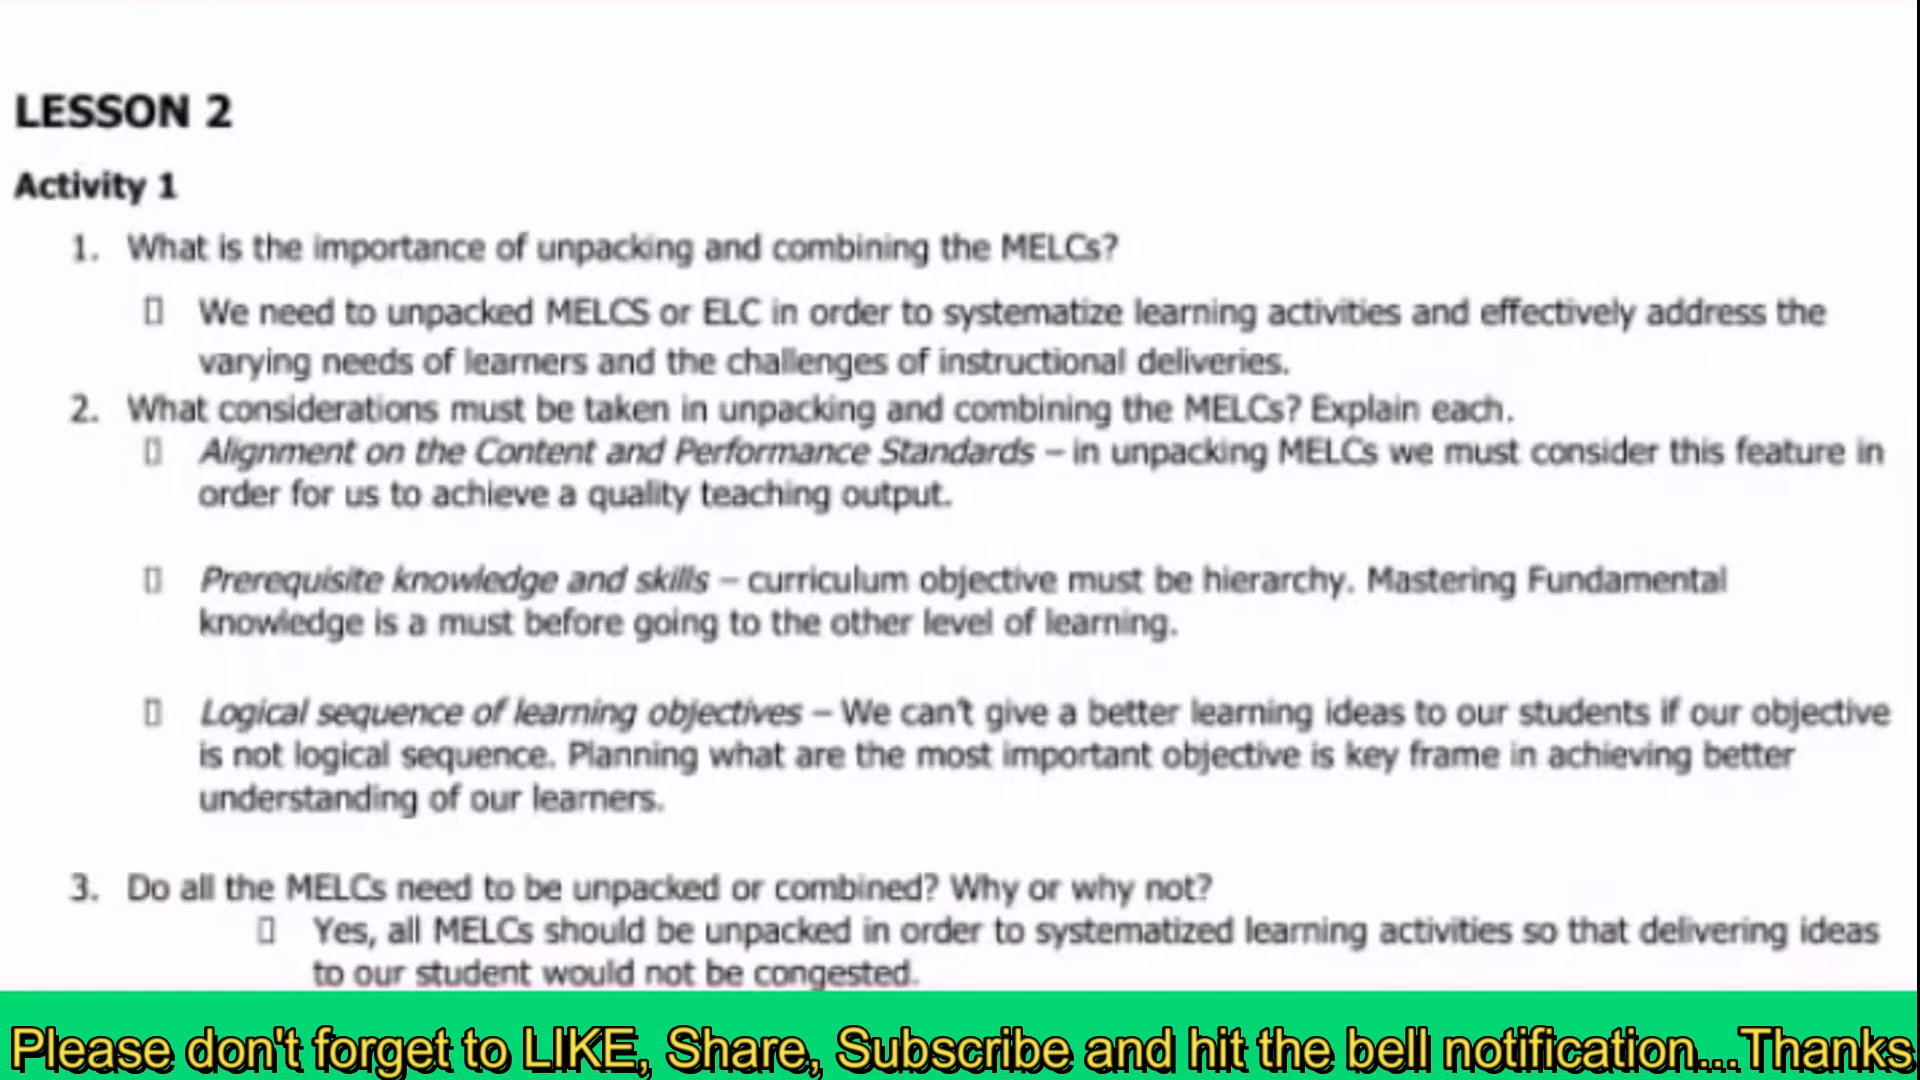 LESSON 2
Activity 1
1. What is the importance of unpacking and combining the MELCs?
We need to unpacked MELCS or ELC in order to systematize learning activities and effectively address the
varying needs of learners and the challenges of instructional deliveries.
2. What considerations must be taken in unpacking and combining the MELCs? Explain each.
Alignment on the Content and Performance Standards – in unpacking MELCs we must consider this feature in
order for us to achieve a quality teaching output.
Prerequisite knowledge and skills – curriculum objective must be hierarchy. Mastering Fundamental
knowledge is a must before going to the other level of learning.
Logical sequence of learning objectives – We can't give a better learning ideas to our students if our objective
is not logical sequence. Planning what are the most important objective is key frame in achieving better
understanding of our learners.
3. Do all the MELCs need to be unpacked or combined? Why or why not?
Yes, all MELCs should be unpacked in order to systematized learning activities so that delivering ideas
to our student would not be congested.
Please don't forget to LIKE, Share, Subscribe and hit the bell notification...Thanks